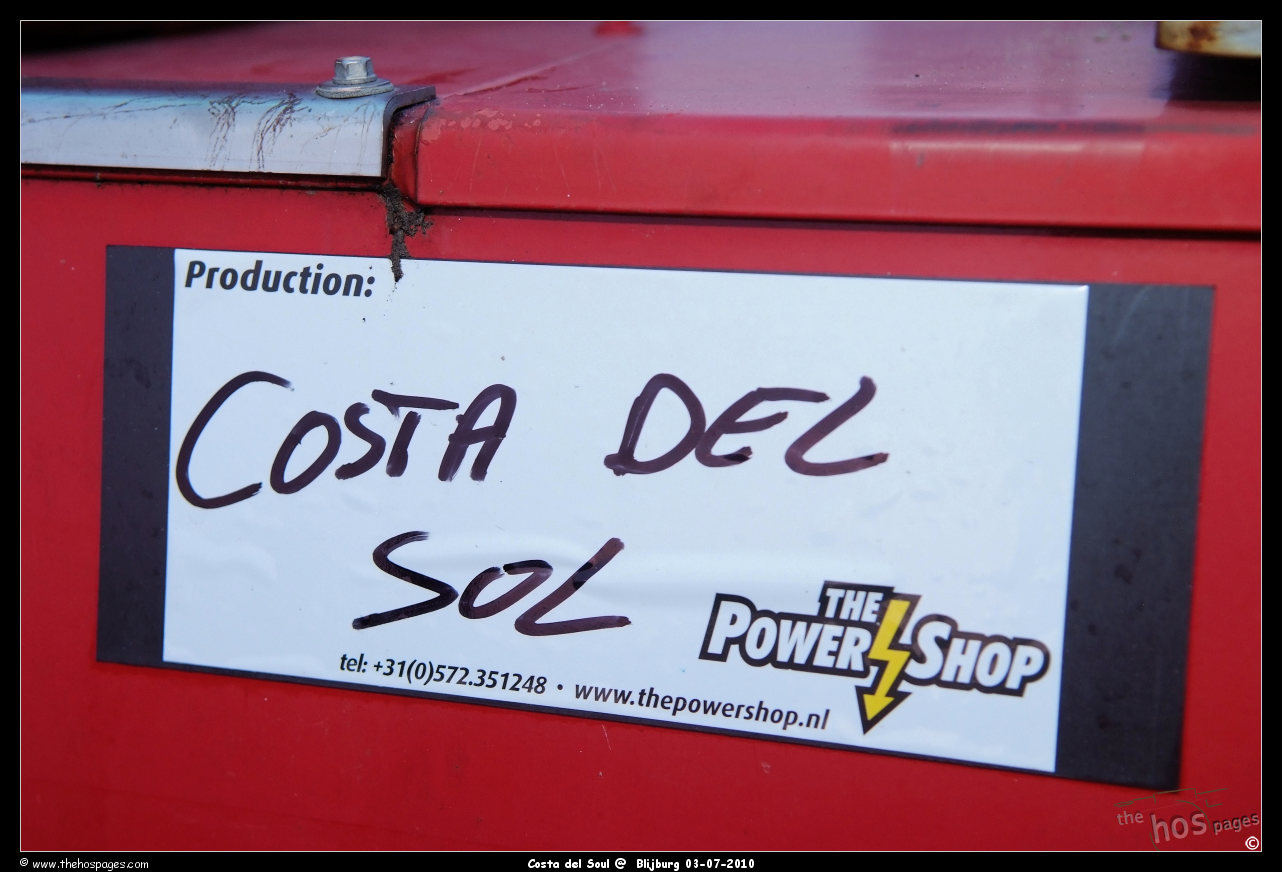 Production:
COSTA DEL
SOL
THE
POWER SHOP
tel: +31(0)572.351248 • www.thepowershop.nl
the hos pages
©
© www.thehospages.com
Costa del Soul @ Blijburg 03-07-2010